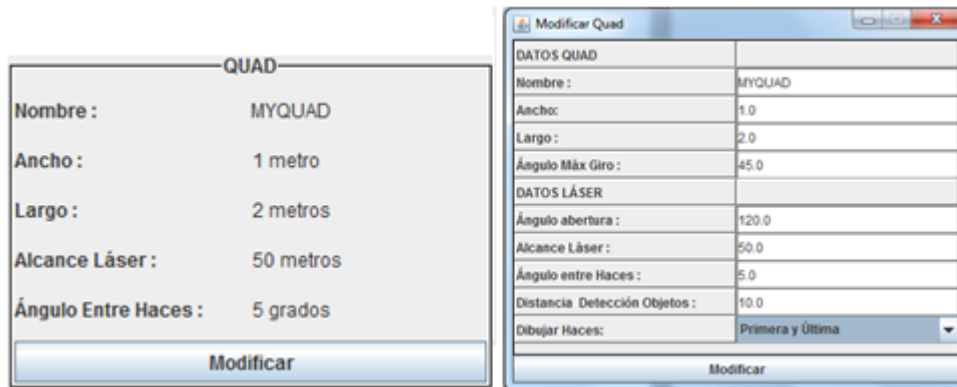 QUAD
Nombre : MYQUAD
Ancho : 1 metro
Largo : 2 metros
Alcance Láser : 50 metros
Ángulo Entre Haces : 5 grados
Modificar
Modificar Quad
DATOS QUAD
Nombre : MYQUAD
Ancho: 1.0
Largo : 2.0
Ángulo Máx Giro : 45.0
DATOS LÁSER
Ángulo abertura : 120.0
Alcance Láser : 50.0
Ángulo entre Haces : 5.0
Distancia Detección Objetos : 10.0
Dibujar Haces: Primera y Última
Modificar